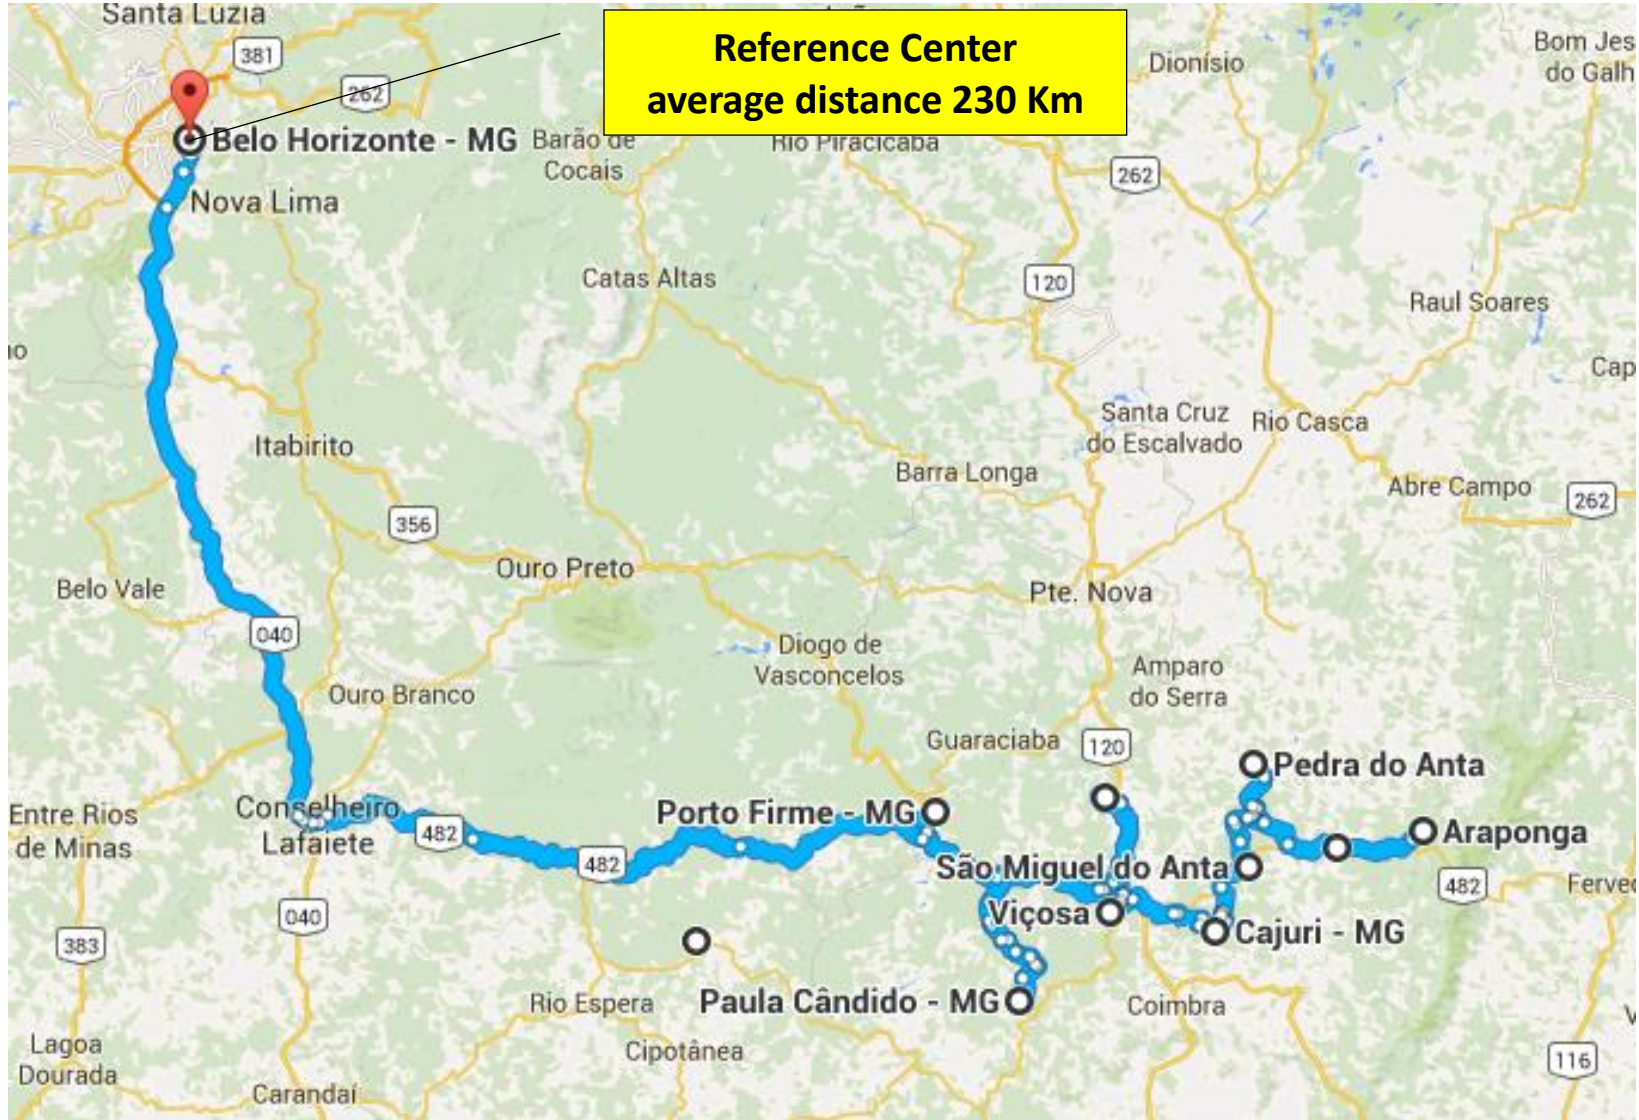 Santa Luzia
381
262
Reference Center
average distance 230 Km
Dionísio
Bom Jes
do Galh
Belo Horizonte - MG
Barão de
Cocais
Rio Piracicaba
262
Nova Lima
Catas Altas
120
Raul Soares
Cap
Santa Cruz
do Escalvado
Rio Casca
Itabirito
Barra Longa
Abre Campo
262
356
Ouro Preto
Belo Vale
Pte. Nova
040
Diogo de
Vasconcelos
Amparo
do Serra
Ouro Branco
Guaraciaba
120
Pedra do Anta
Entre Rios
de Minas
Conselheiro
Lafaiete
482
Porto Firme - MG
Araponga
482
São Miguel do Anta
482
Ferved
040
Viçosa
Cajuri - MG
383
Rio Espera
Paula Cândido - MG
Coimbra
Lagoa
Dourada
Cipotânea
116
Carandaí